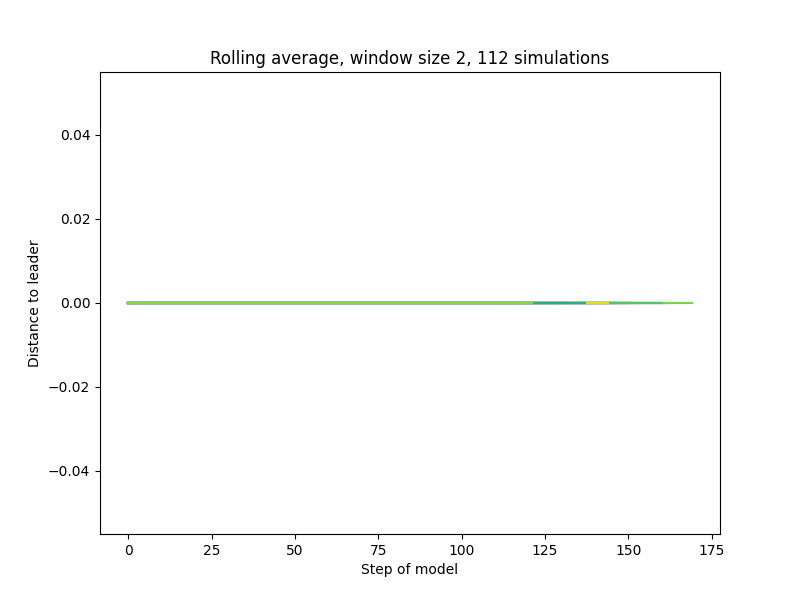 Rolling average, window size 2, 112 simulations
Distance to leader
0.04
0.02
0.00
−0.02
−0.04
0 25 50 75 100 125 150 175
Step of model